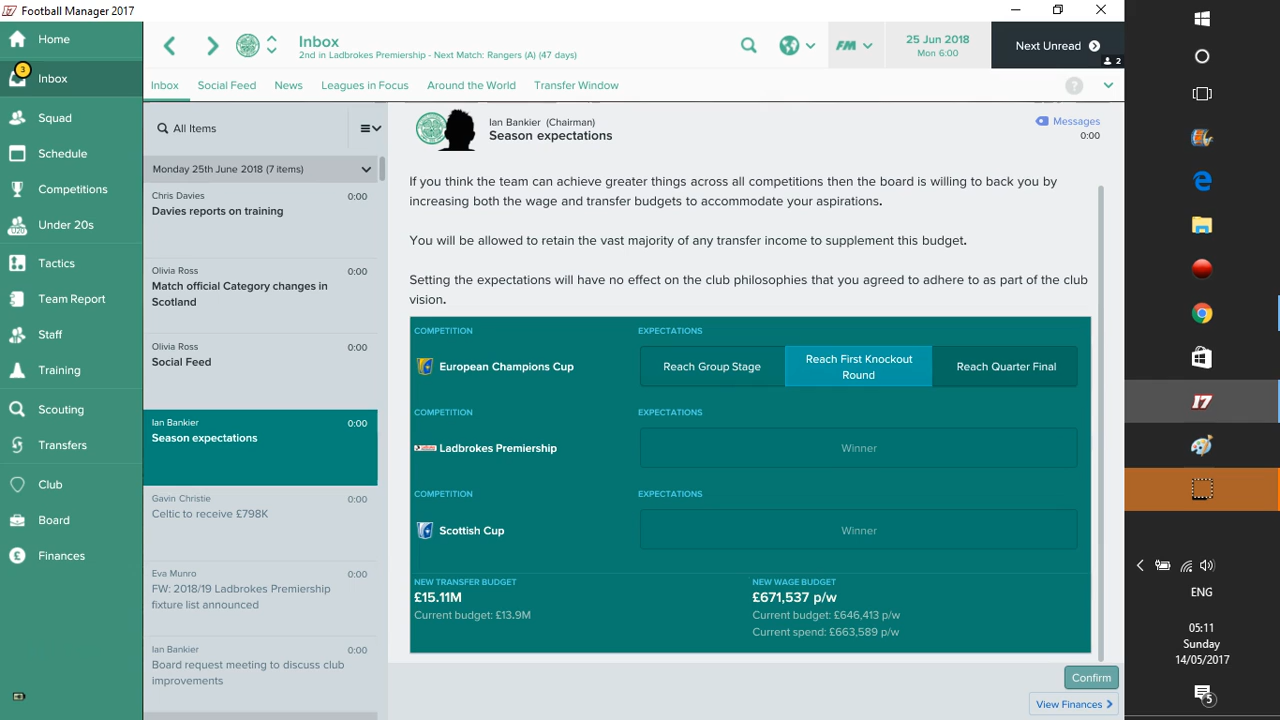 17 Football Manager 2017
Home
3
Inbox
Squad
Schedule
Competitions
Under 20s
U20
Tactics
Team Report
Staff
Training
Scouting
Transfers
Club
Board
Finances
Inbox
2nd in Ladbrokes Premiership - Next Match: Rangers (A) (47 days)
FM
25 Jun 2018
Mon 6:00
Next Unread
2
Inbox
Social Feed
News
Leagues in Focus
Around the World
Transfer Window
?
All Items
Monday 25th June 2018 (7 items)
Chris Davies 0:00
Davies reports on training
Olivia Ross 0:00
Match official Category changes in
Scotland
Olivia Ross 0:00
Social Feed
Ian Bankier 0:00
Season expectations
Gavin Christie 0:00
Celtic to receive £798K
Eva Munro 0:00
FW: 2018/19 Ladbrokes Premiership
fixture list announced
Ian Bankier 0:00
Board request meeting to discuss club
improvements
Ian Bankier (Chairman)
Season expectations
Messages
0:00
If you think the team can achieve greater things across all competitions then the board is willing to back you by
increasing both the wage and transfer budgets to accommodate your aspirations.
You will be allowed to retain the vast majority of any transfer income to supplement this budget.
Setting the expectations will have no effect on the club philosophies that you agreed to adhere to as part of the club
vision.
COMPETITION EXPECTATIONS
European Champions Cup
Reach Group Stage
Reach First Knockout
Round
Reach Quarter Final
COMPETITION EXPECTATIONS
Ladbrokes Premiership Winner
COMPETITION EXPECTATIONS
Scottish Cup Winner
NEW TRANSFER BUDGET
£15.11M
Current budget: £13.9M
NEW WAGE BUDGET
£671,537 p/w
Current budget: £646,413 p/w
Current spend: £663,589 p/w
Confirm
View Finances
17
ENG
05:11
Sunday
14/05/2017
5